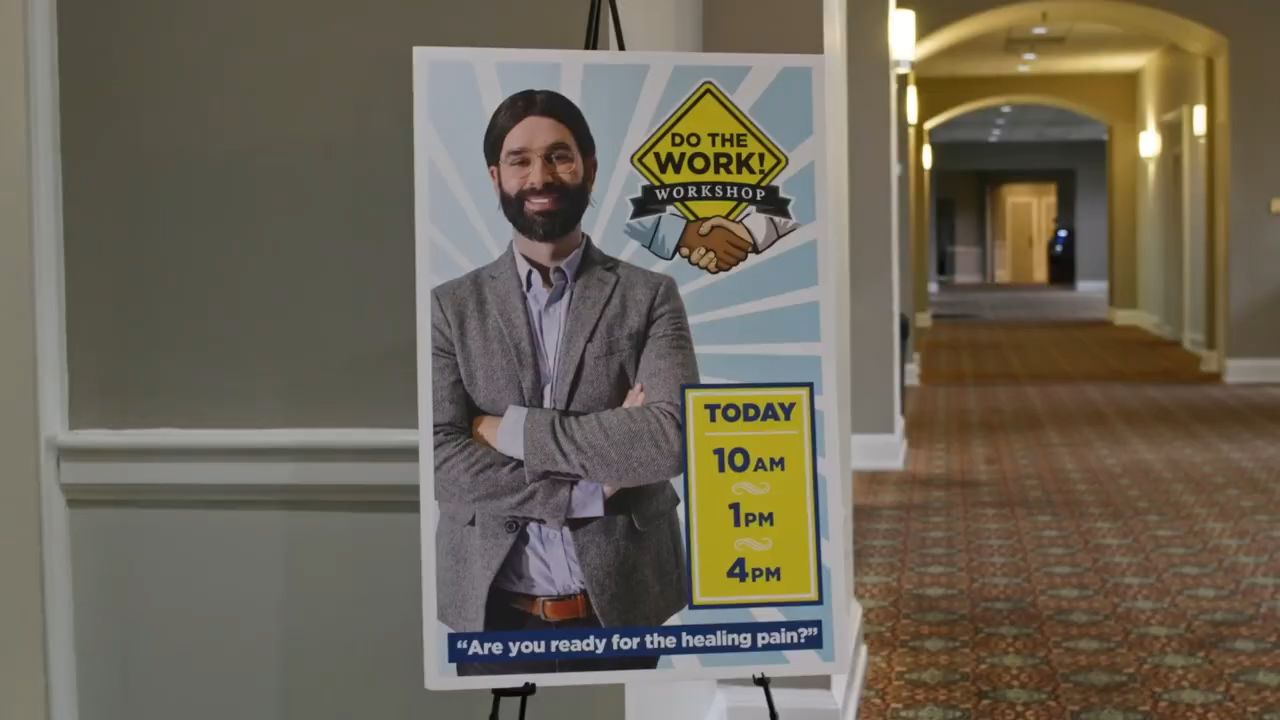 DO THE
WORK!
WORKSHOP
TODAY
10AM
1PM
4PM
“Are you ready for the healing pain?”